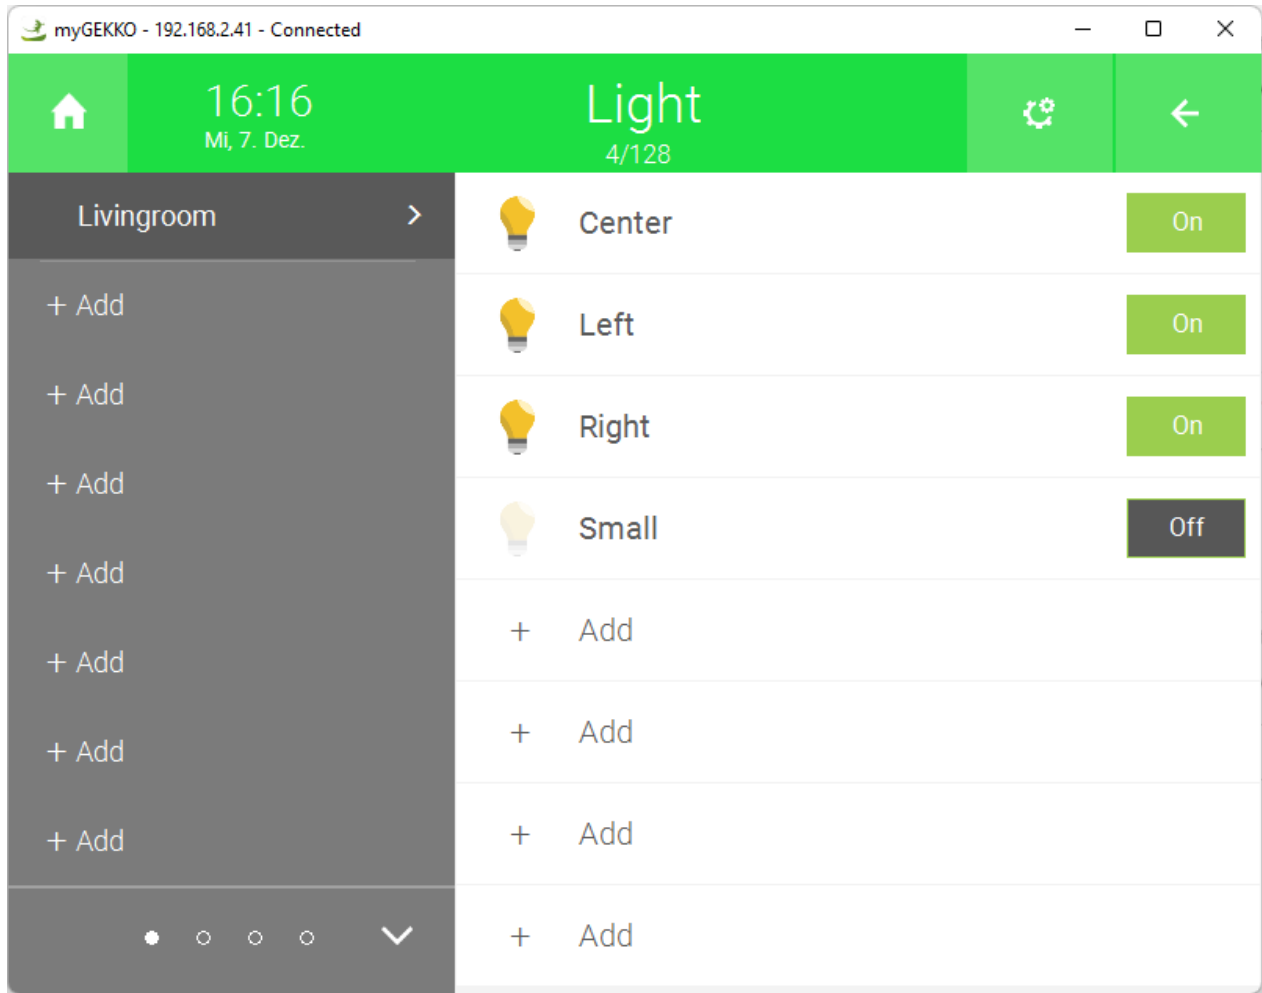 myGEKKO - 192.168.2.41 - Connected
16:16
Mi, 7. Dez.
Light
4/128
Livingroom
+ Add
+ Add
+ Add
+ Add
+ Add
+ Add
+ Add
Center On
Left On
Right On
Small Off
+ Add
+ Add
+ Add
+ Add